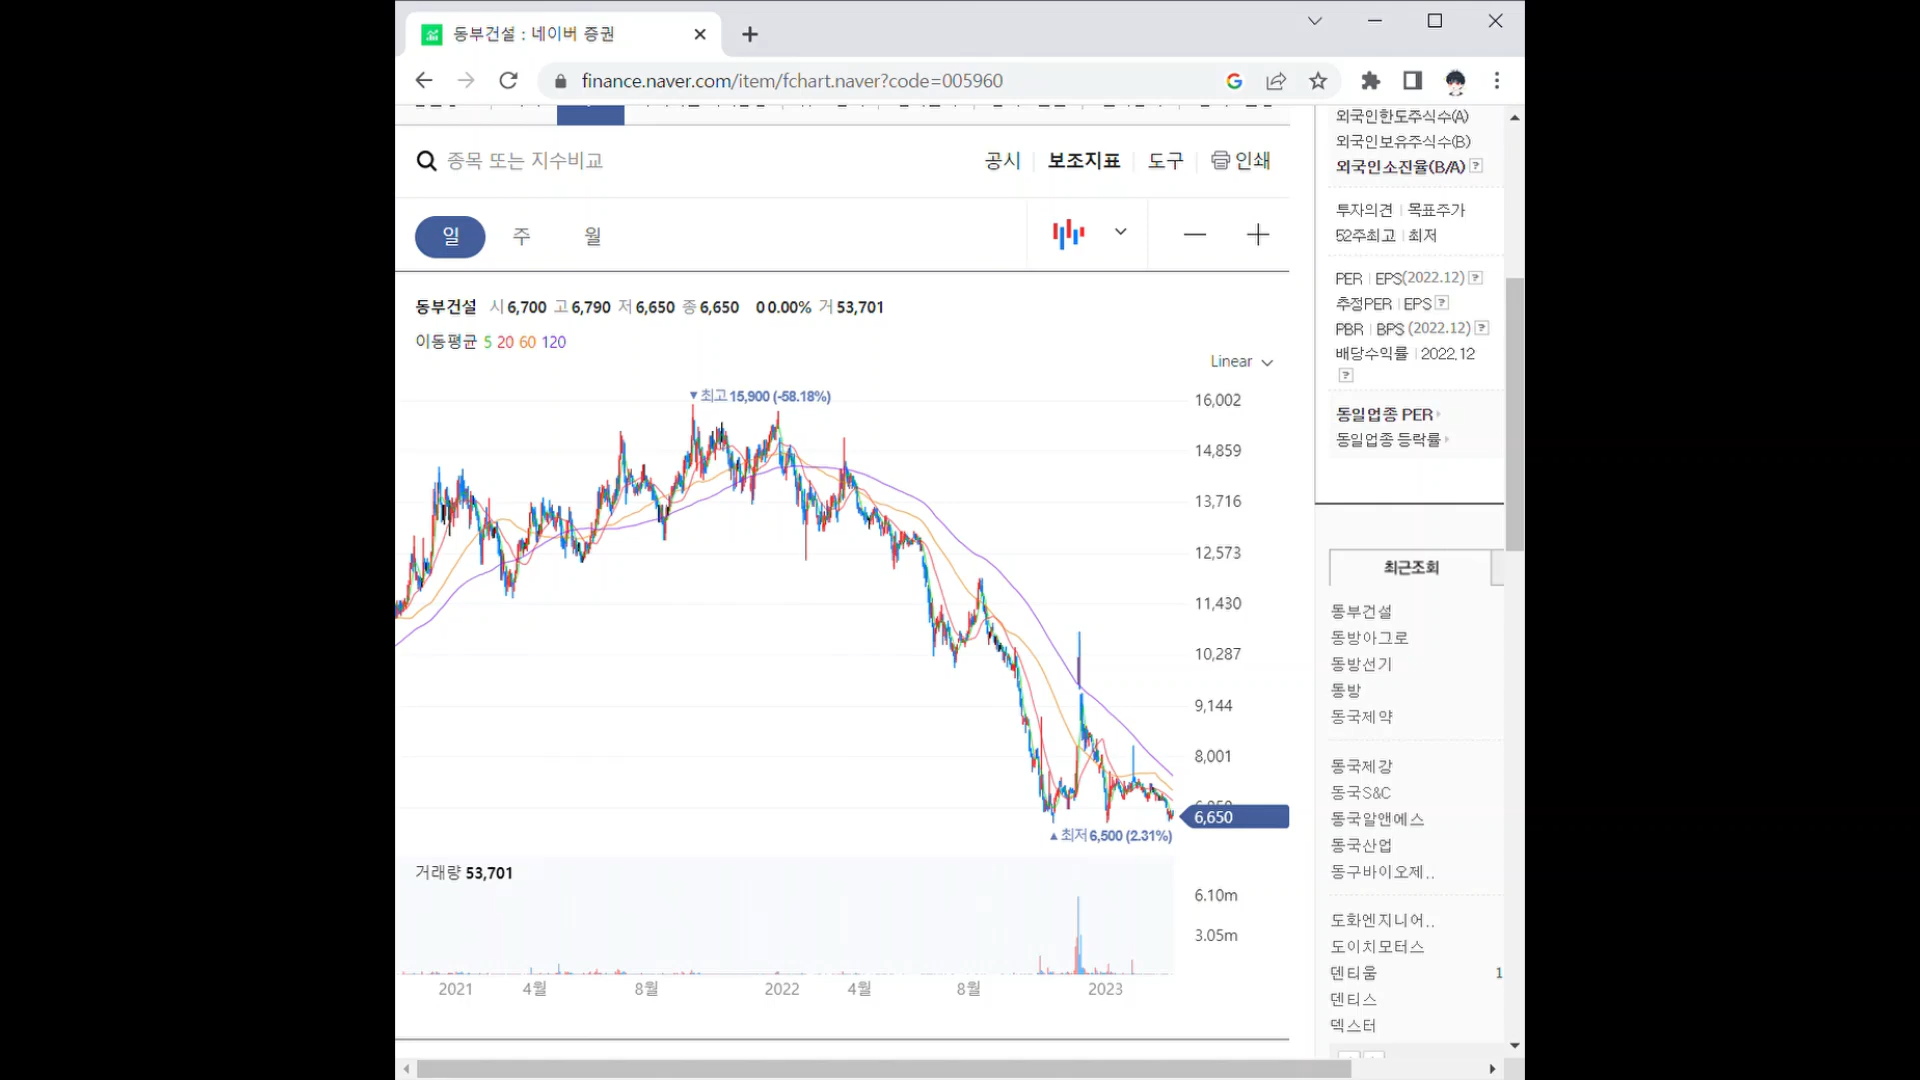 동부건설 : 네이버 증권
finance.naver.com/item/fchart.naver?code=005960
종목 또는 지수비교
공시 보조지표 도구 인쇄
일 주 월
동부건설 시 6,700 고 6,790 저 6,650 종 6,650 0 0.00% 거 53,701
이동평균 5 20 60 120
Linear
▼최고 15,900 (-58.18%)
16,002
14,859
13,716
12,573
11,430
10,287
9,144
8,001
6,650
▲최저 6,500 (2.31%)
거래량 53,701
6.10m
3.05m
2021 4월 8월 2022 4월 8월 2023
외국인한도주식수(A)
외국인보유주식수(B)
외국인소진율(B/A) ?
투자의견 | 목표주가
52주최고 | 최저
PER | EPS(2022.12) ?
추정PER | EPS ?
PBR | BPS (2022.12) ?
배당수익률 | 2022.12
?
동일업종 PER
동일업종 등락률
최근조회
동부건설
동방아그로
동방선기
동방
동국제약
동국제강
동국S&C
동국알앤에스
동국산업
동구바이오제..
도화엔지니어..
도이치모터스
덴티움 1
덴티스
덱스터